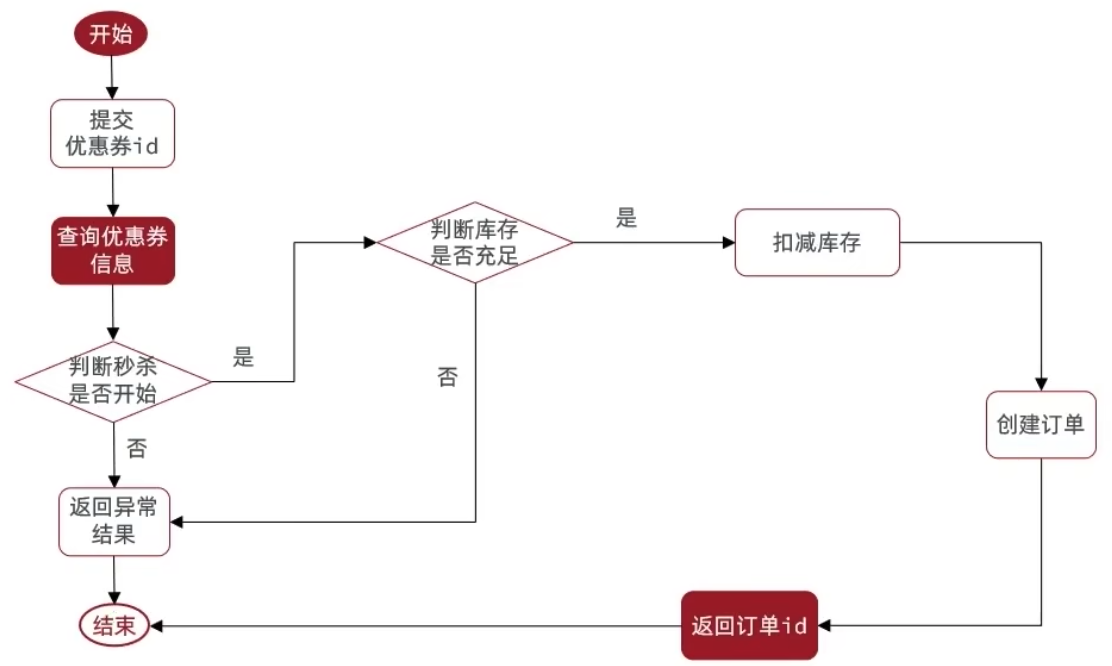 开始
提交
优惠券id
查询优惠券
信息
判断秒杀
是否开始
是
否
返回异常
结果
结束
判断库存
是否充足
是
否
扣减库存
创建订单
返回订单id